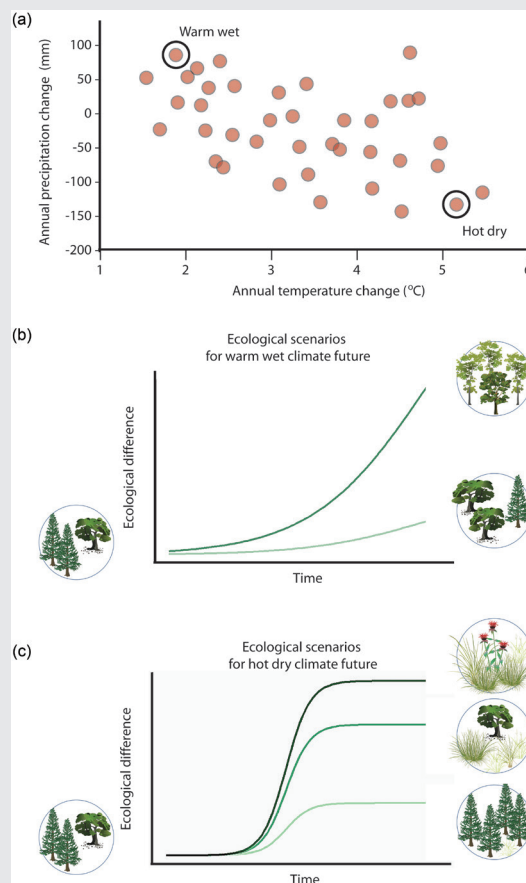 (a)
Warm wet
Annual precipitation change (mm)
100
50
0
-50
-100
-150
-200
Hot dry
1 2 3 4 5 6
Annual temperature change (°C)
(b)
Ecological scenarios
for warm wet climate future
Ecological difference
Time
(c)
Ecological scenarios
for hot dry climate future
Ecological difference
Time